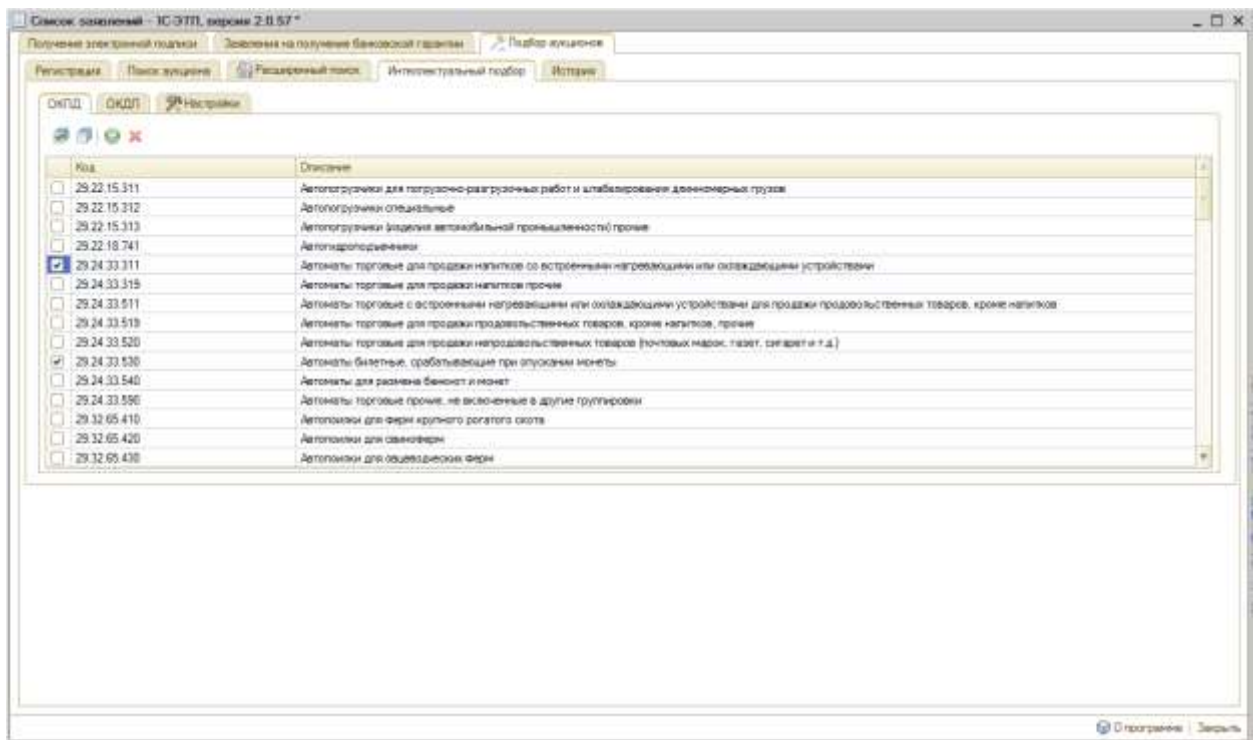 Список заявлений - 1С-ЭТП, версия 2.0.57 *
Получение электронной подписи Заявления на получение банковской гарантии Подбор аукционов
Регистрация Поиск аукциона Расширенный поиск Интеллектуальный подбор История
ОКПД ОКДП Настройки
Код Описание
29.22.15.311 Автопогрузчики для погрузочно-разгрузочных работ и штабелирования длинномерных грузов
29.22.15.312 Автопогрузчики специальные
29.22.15.313 Автопогрузчики (изделия автомобильной промышленности) прочие
29.22.18.741 Автогидроподъемники
29.24.33.311 Автоматы торговые для продажи напитков со встроенными нагревающими или охлаждающими устройствами
29.24.33.319 Автоматы торговые для продажи напитков прочие
29.24.33.511 Автоматы торговые с встроенными нагревающими или охлаждающими устройствами для продажи продовольственных товаров, кроме напитков
29.24.33.519 Автоматы торговые для продажи продовольственных товаров, кроме напитков, прочие
29.24.33.520 Автоматы торговые для продажи непродовольственных товаров (почтовых марок, газет, сигарет и т.д.)
29.24.33.530 Автоматы билетные, срабатывающие при опускании монеты
29.24.33.540 Автоматы для размена банкнот и монет
29.24.33.590 Автоматы торговые прочие, не включенные в другие группировки
29.32.65.410 Автопоилки для ферм крупного рогатого скота
29.32.65.420 Автопоилки для свиноферм
29.32.65.430 Автопоилки для овцеводческих ферм
О программе Закрыть